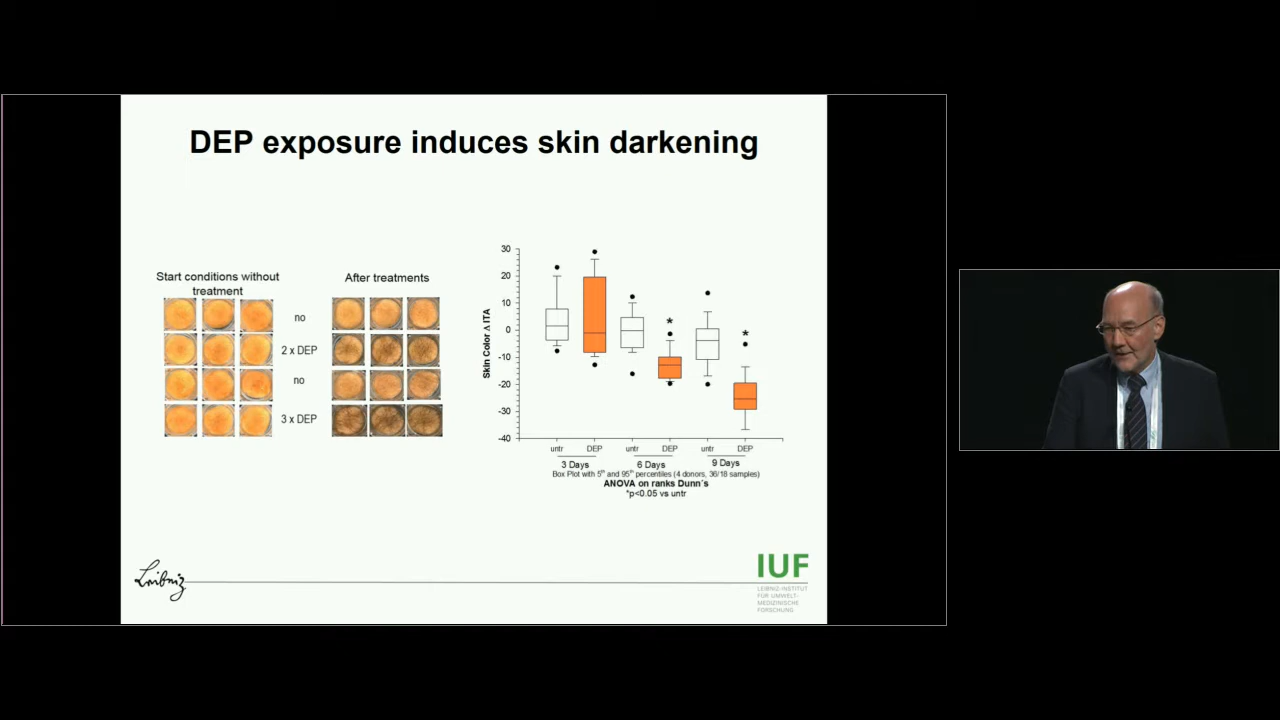 DEP exposure induces skin darkening
Start conditions without
treatment
After treatments
no
2 x DEP
no
3 x DEP
Skin Color Δ ITA
30
20
10
0
-10
-20
-30
-40
*
*
untr
DEP
untr
DEP
untr
DEP
3 Days
6 Days
9 Days
Box Plot with 5th and 95th percentiles (4 donors, 36/18 samples)
ANOVA on ranks Dunn´s
*p<0.05 vs untr
Leibniz
IUF
LEIBNIZ-INSTITUT
FÜR UMWELT-
MEDIZINISCHE
FORSCHUNG